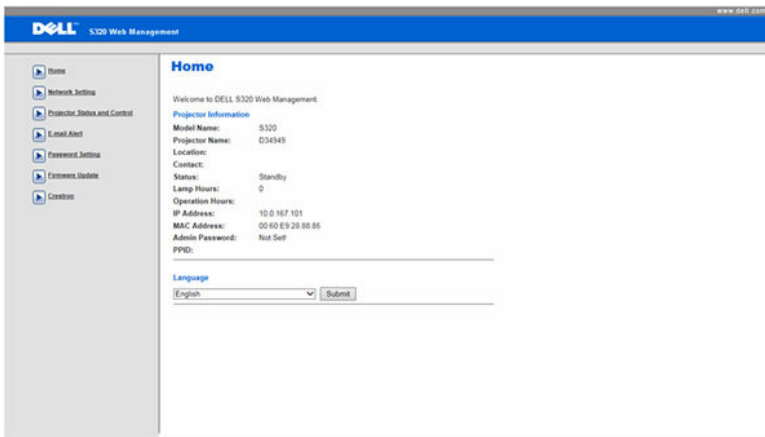 www.dell.com
DELL™ S320 Web Management
Home
Network Setting
Projector Status and Control
E-mail Alert
Password Setting
Firmware Update
Crestron
Home
Welcome to DELL S320 Web Management
Projector Information
Model Name: S320
Projector Name: D34949
Location:
Contact:
Status: Standby
Lamp Hours: 0
Operation Hours:
IP Address: 10.0.167.101
MAC Address: 00:60:E9:28:88:85
Admin Password: Not Self
PPID:
Language
English Submit